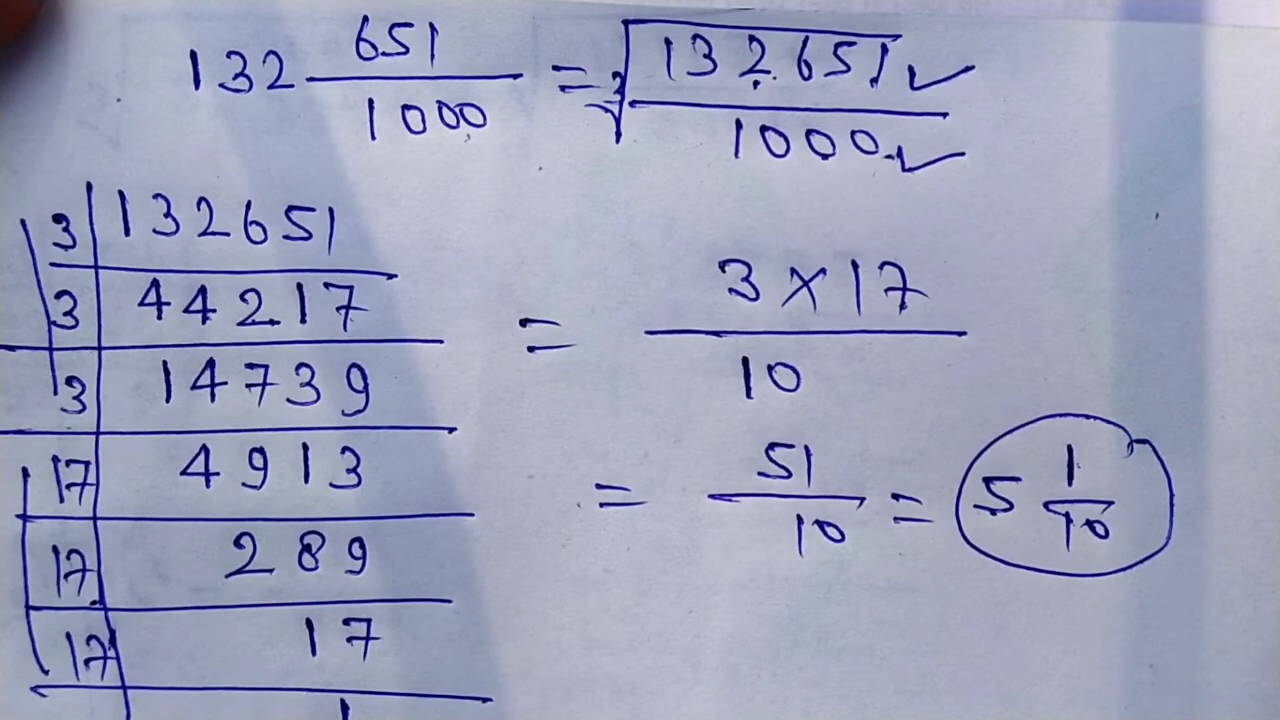 132 651/1000 = ∛132651/1000 ✓✓
3 | 132651
3 | 44217
3 | 14739
17 | 4913
17 | 289
17 | 17
1
= 3 × 17 / 10
= 51/10 = 5 1/10